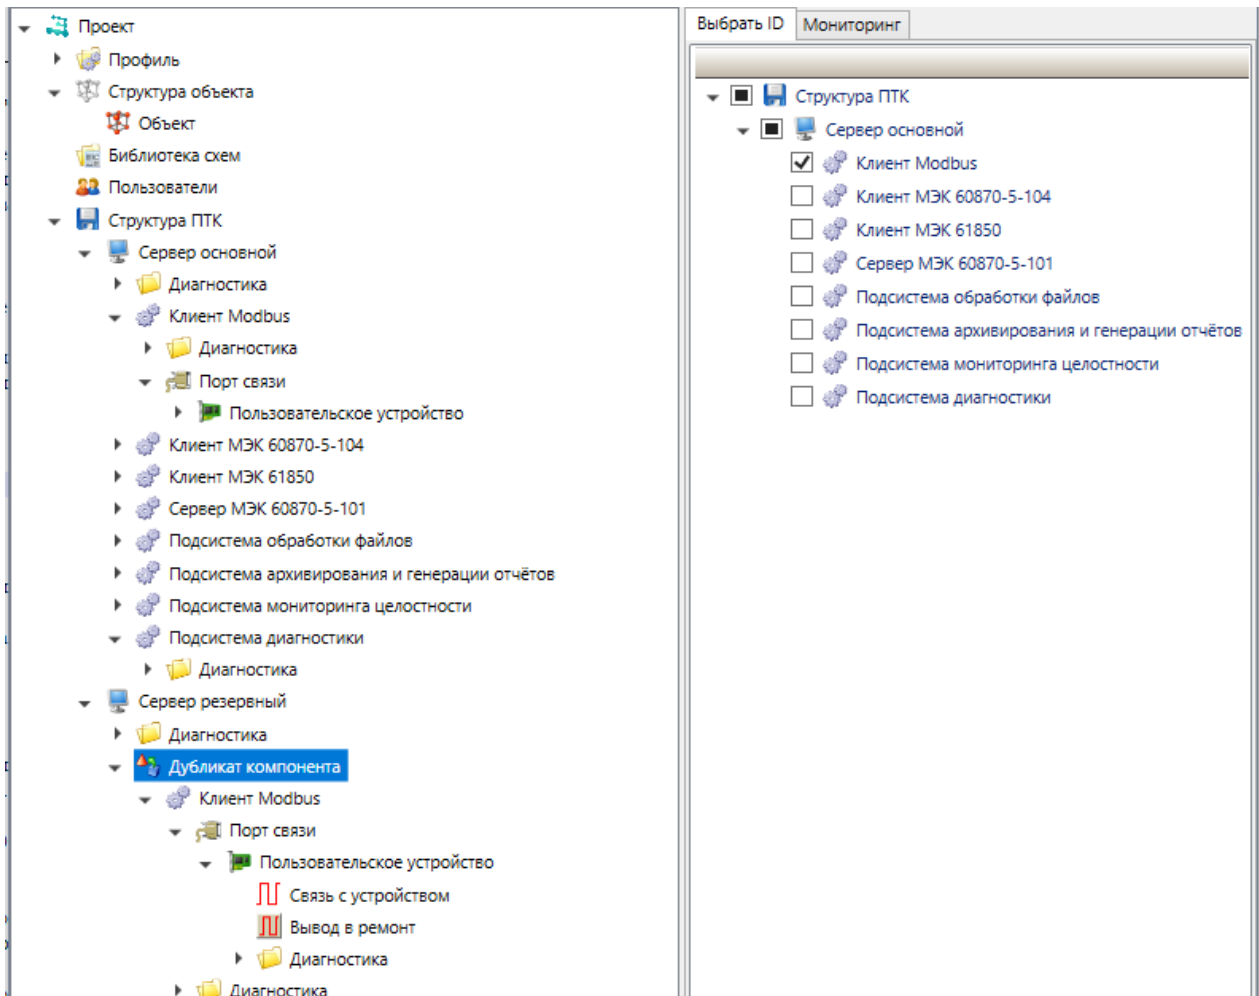 Проект
Профиль
Структура объекта
Объект
Библиотека схем
Пользователи
Структура ПТК
Сервер основной
Диагностика
Клиент Modbus
Диагностика
Порт связи
Пользовательское устройство
Клиент МЭК 60870-5-104
Клиент МЭК 61850
Сервер МЭК 60870-5-101
Подсистема обработки файлов
Подсистема архивирования и генерации отчётов
Подсистема мониторинга целостности
Подсистема диагностики
Диагностика
Сервер резервный
Диагностика
Дубликат компонента
Клиент Modbus
Порт связи
Пользовательское устройство
Связь с устройством
Вывод в ремонт
Диагностика
Диагностика
Выбрать ID Мониторинг
Структура ПТК
Сервер основной
Клиент Modbus
Клиент МЭК 60870-5-104
Клиент МЭК 61850
Сервер МЭК 60870-5-101
Подсистема обработки файлов
Подсистема архивирования и генерации отчётов
Подсистема мониторинга целостности
Подсистема диагностики